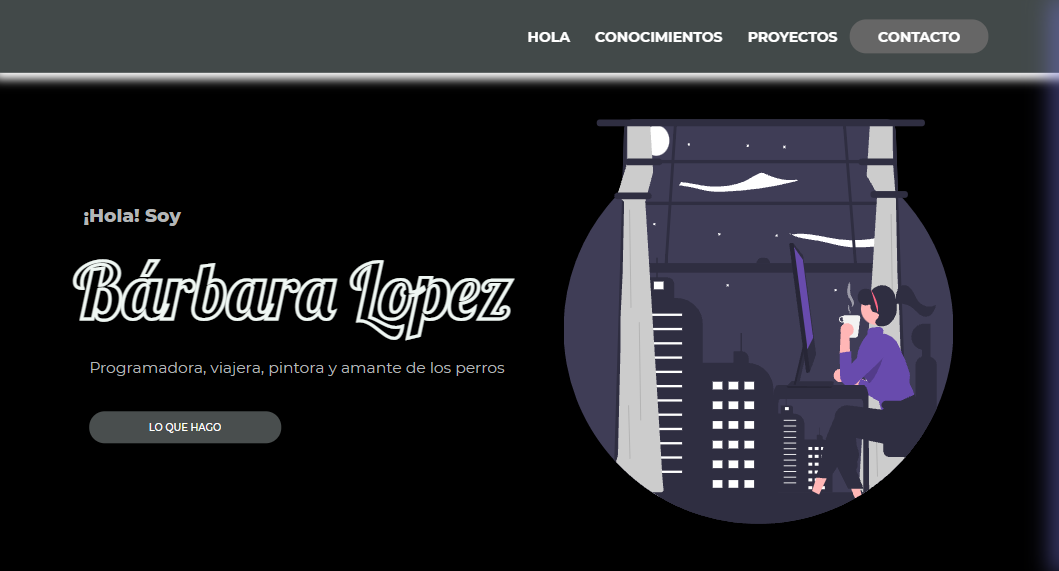 HOLA CONOCIMIENTOS PROYECTOS CONTACTO
¡Hola! Soy
Bárbara Lopez
Programadora, viajera, pintora y amante de los perros
LO QUE HAGO